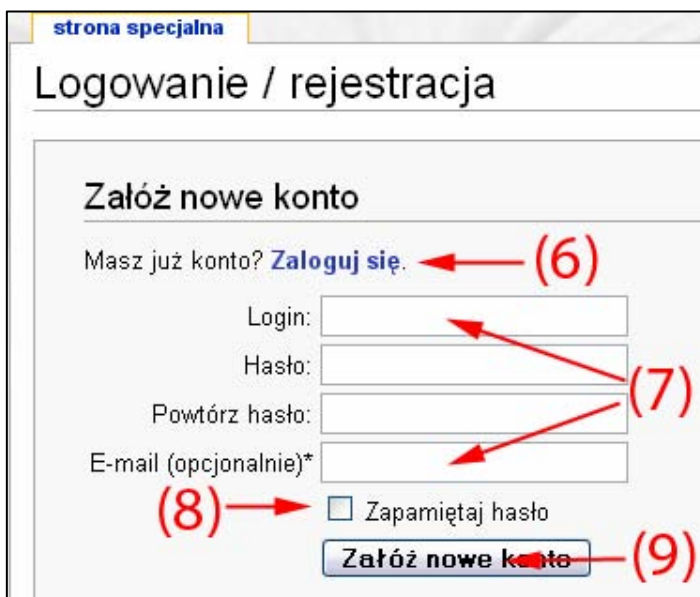 strona specjalna
Logowanie / rejestracja
Załóż nowe konto
Masz już konto? Zaloguj się. (6)
Login:
Hasło:
(7)
Powtórz hasło:
E-mail (opcjonalnie)*
(8) Zapamiętaj hasło
Załóż nowe konto (9)